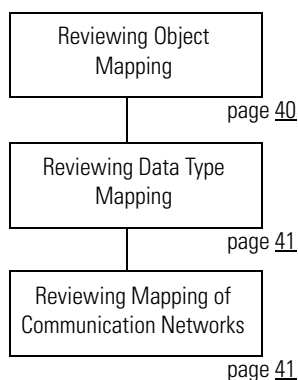 Reviewing Object
Mapping
page 40
Reviewing Data Type
Mapping
page 41
Reviewing Mapping of
Communication Networks
page 41